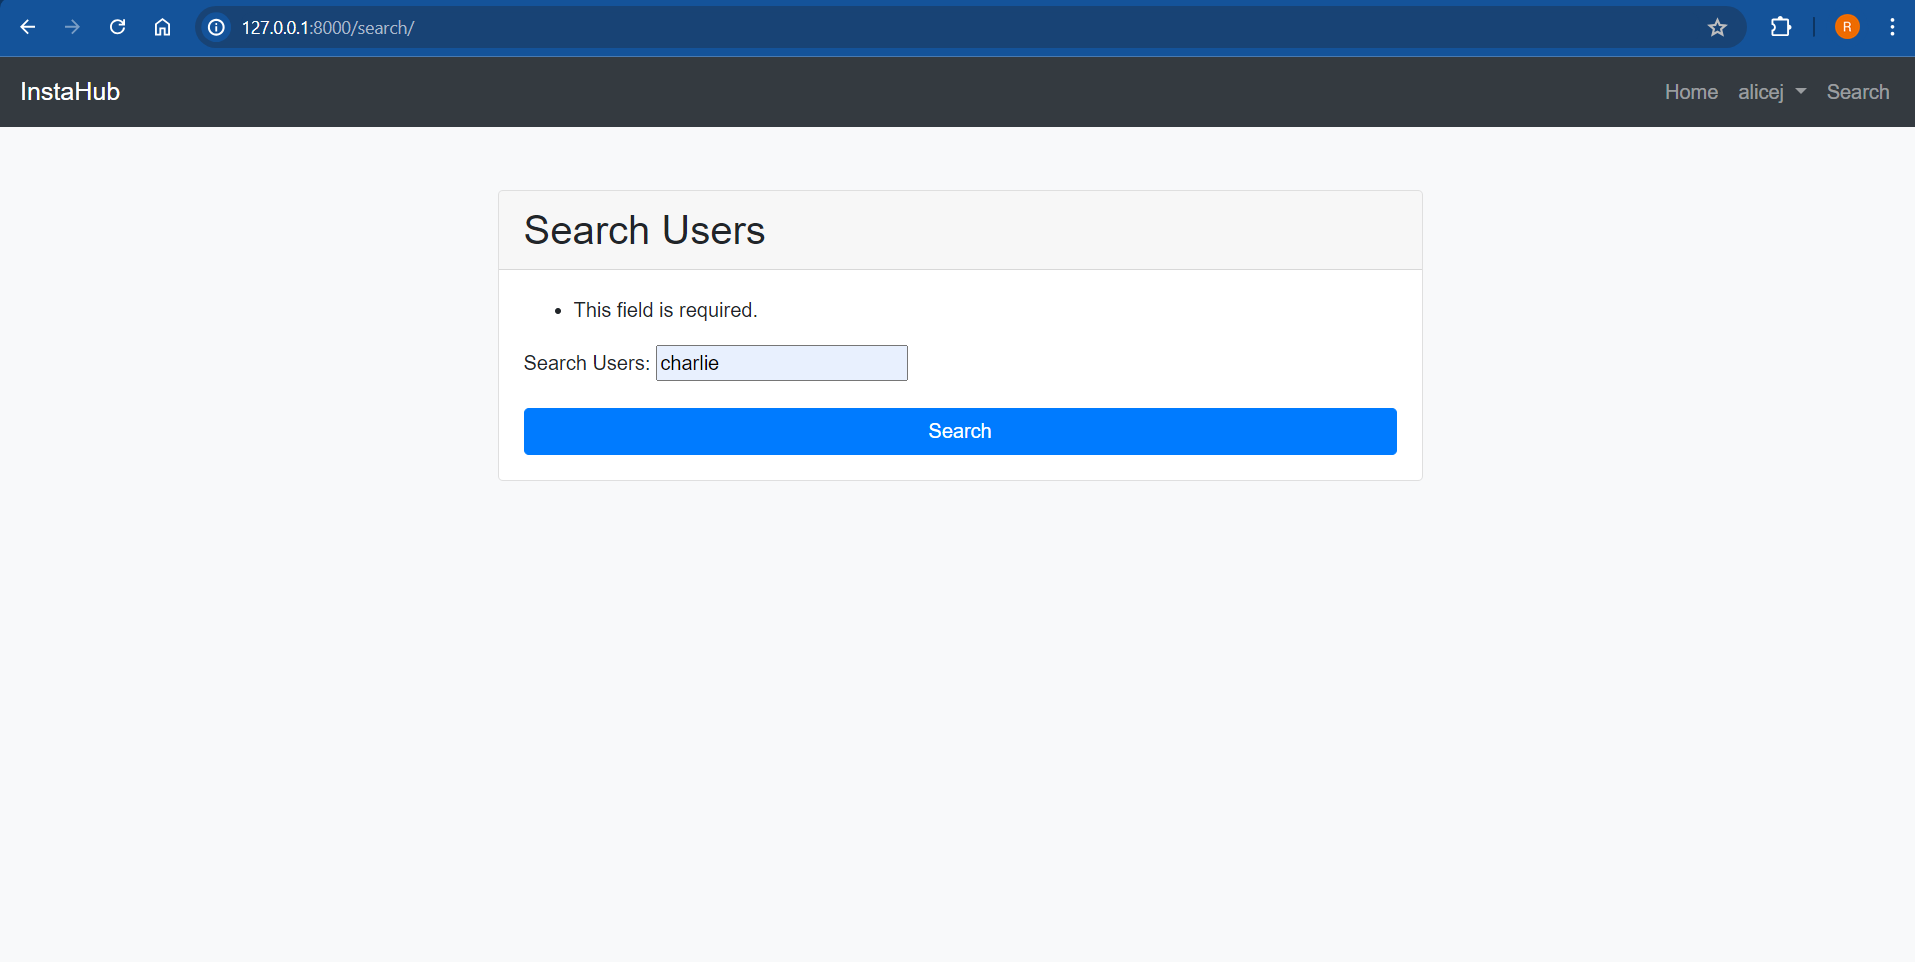 127.0.0.1:8000/search/
R
InstaHub
Home alicej Search
Search Users
This field is required.
Search Users: charlie
Search